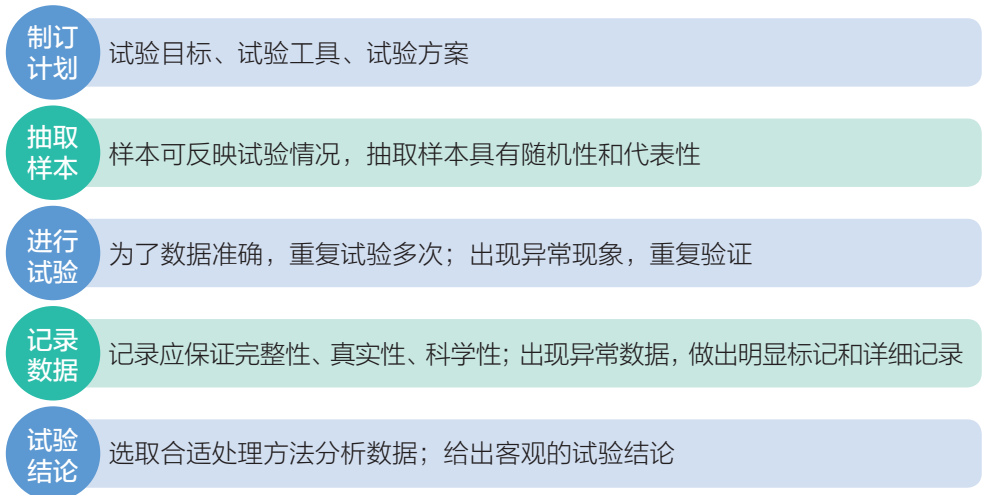 制订
计划
试验目标、试验工具、试验方案
抽取
样本
样本可反映试验情况，抽取样本具有随机性和代表性
进行
试验
为了数据准确，重复试验多次；出现异常现象，重复验证
记录
数据
记录应保证完整性、真实性、科学性；出现异常数据，做出明显标记和详细记录
试验
结论
选取合适处理方法分析数据；给出客观的试验结论